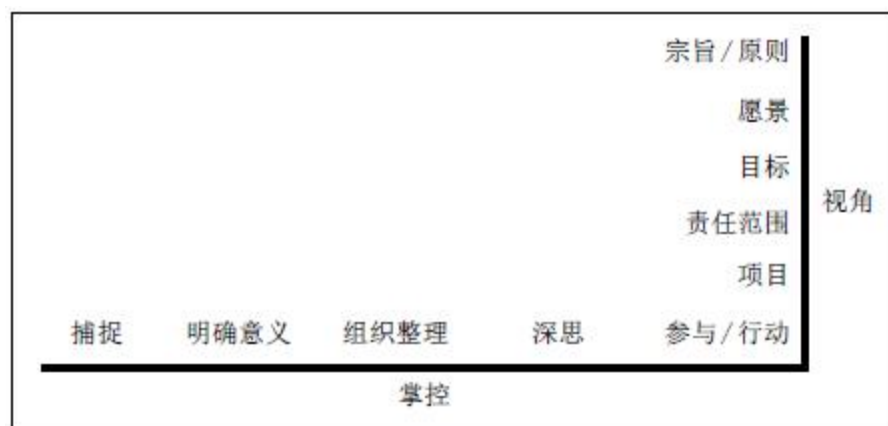 宗旨/原则
愿景
目标
视角
责任范围
项目
捕捉 明确意义 组织整理 深思 参与/行动
掌控